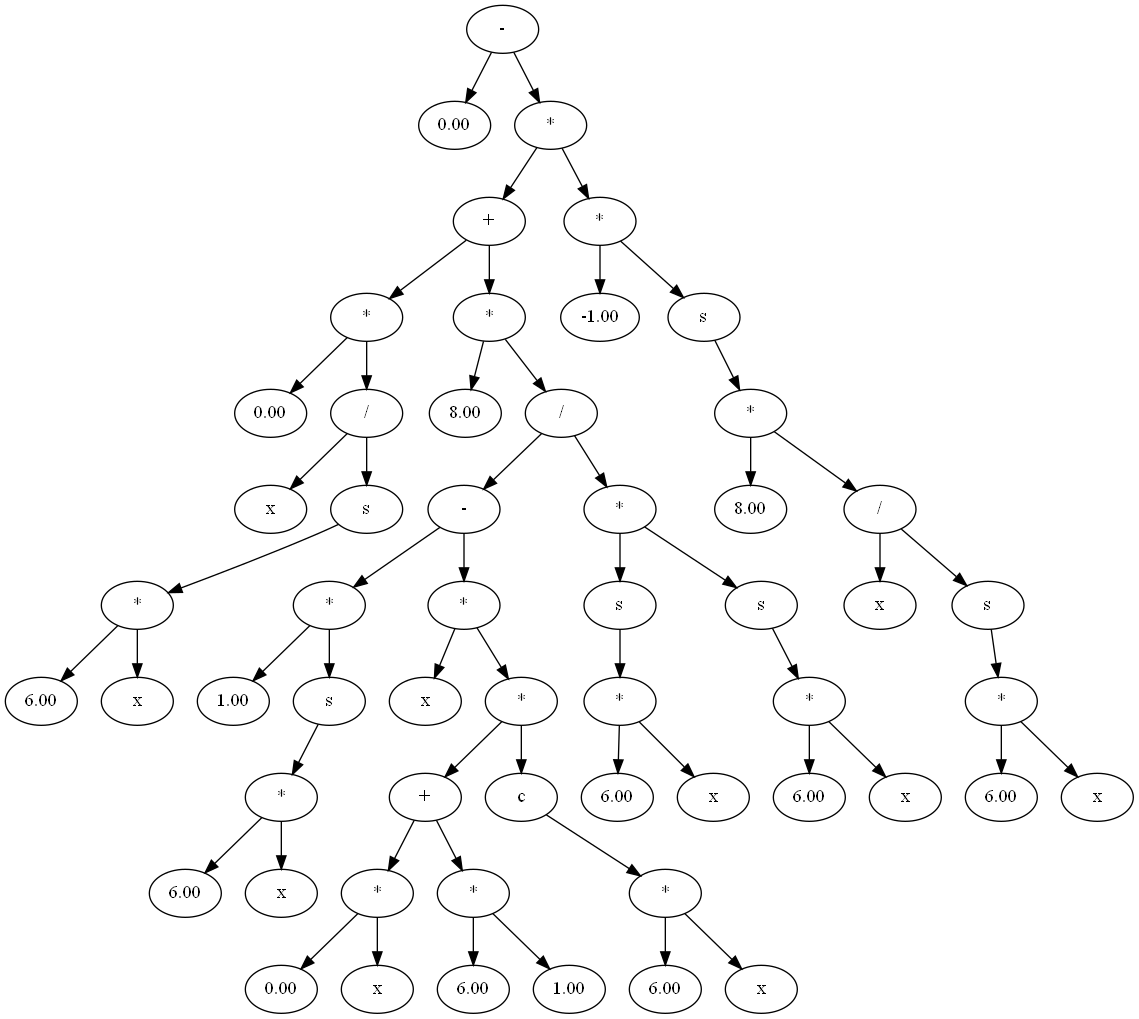 -
0.00 *
+ *
* * -1.00 s
0.00 / 8.00 / *
x s - * 8.00 /
* * * s s x s
6.00 x 1.00 s x * * * *
* + c 6.00 x 6.00 x 6.00 x
6.00 x * * *
0.00 x 6.00 1.00 6.00 x